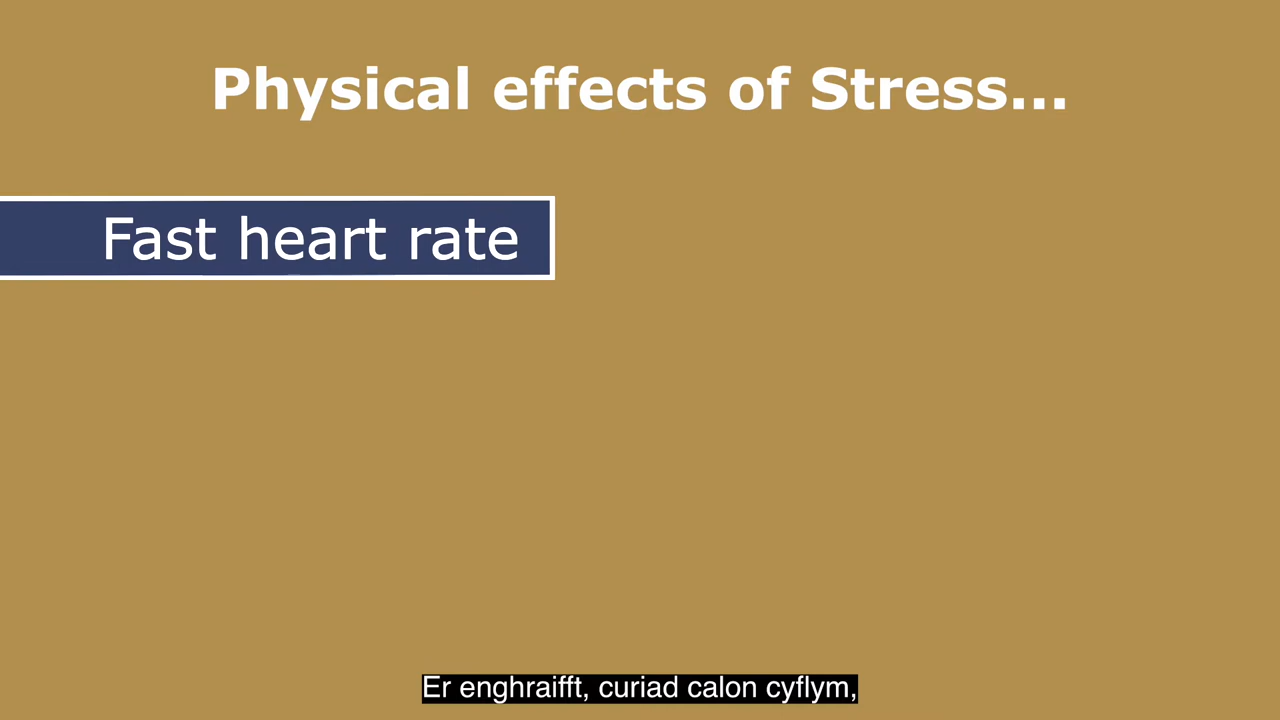 Physical effects of Stress...
Fast heart rate
Er enghraifft, curiad calon cyflym,